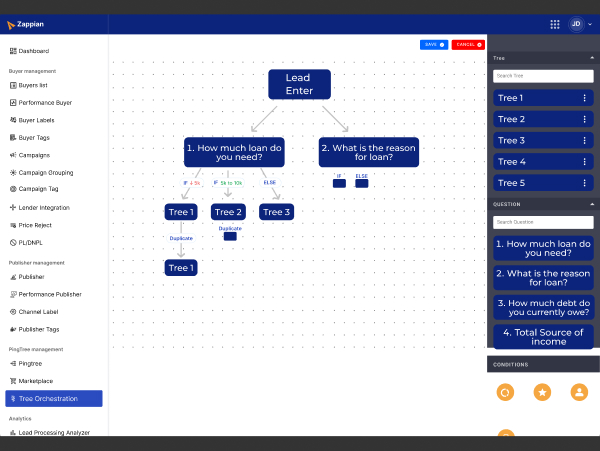 Zappian
JD
Dashboard
Buyer management
Buyers list
Performance Buyer
Buyer Labels
Buyer Tags
Campaigns
Campaign Grouping
Campaign Tag
Lender Integration
Price Reject
PL/DNPL
Publisher management
Publisher
Performance Publisher
Channel Label
Publisher Tags
PingTree management
Pingtree
Marketplace
Tree Orchestration
Analytics
Lead Processing Analyzer
SAVE
CANCEL
Lead
Enter
1. How much loan do
you need?
2. What is the reason
for loan?
IF < 5k
IF 5k to 10k
ELSE
IF
ELSE
Tree 1
Tree 2
Tree 3
Duplicate
Duplicate
Tree 1
Tree
Search Tree
Tree 1
Tree 2
Tree 3
Tree 4
Tree 5
QUESTION
Search Question
1. How much loan do
you need?
2. What is the reason
for loan?
3. How much debt do
you currently owe?
4. Total Source of
income
CONDITIONS